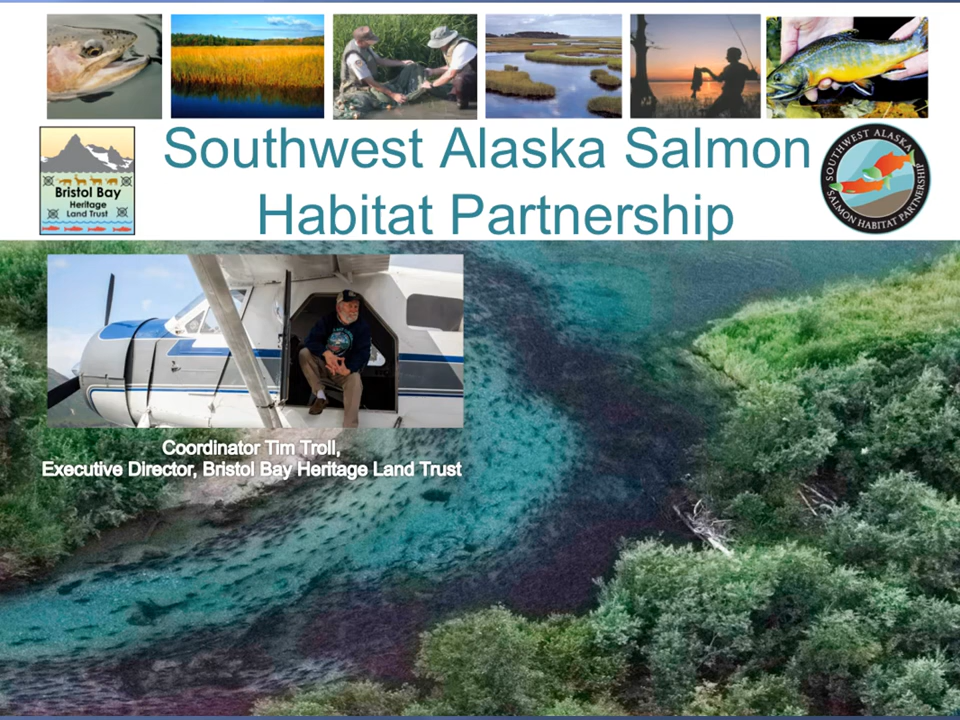 Southwest Alaska Salmon
Habitat Partnership
Bristol Bay
Heritage
Land Trust
SOUTHWEST ALASKA
SALMON HABITAT PARTNERSHIP
Coordinator Tim Troll,
Executive Director, Bristol Bay Heritage Land Trust